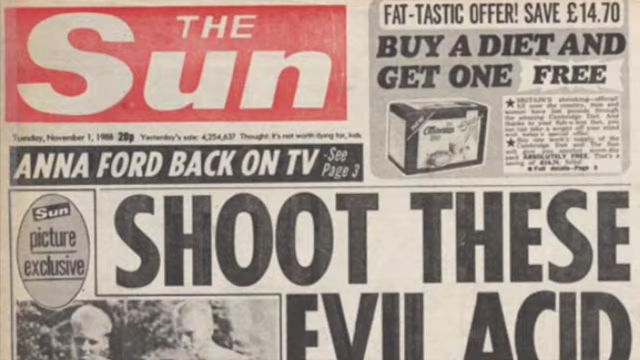 THE
Sun
FAT-TASTIC OFFER! SAVE £14.70
BUY A DIET AND
GET ONE FREE
Tuesday, November 1, 1988 20p Yesterday's sale: 4,254,637 Thought: It's not worth dying for, kids
ANNA FORD BACK ON TV -See
Page 3
Sun
picture
exclusive
SHOOT THESE
EVIL ACID